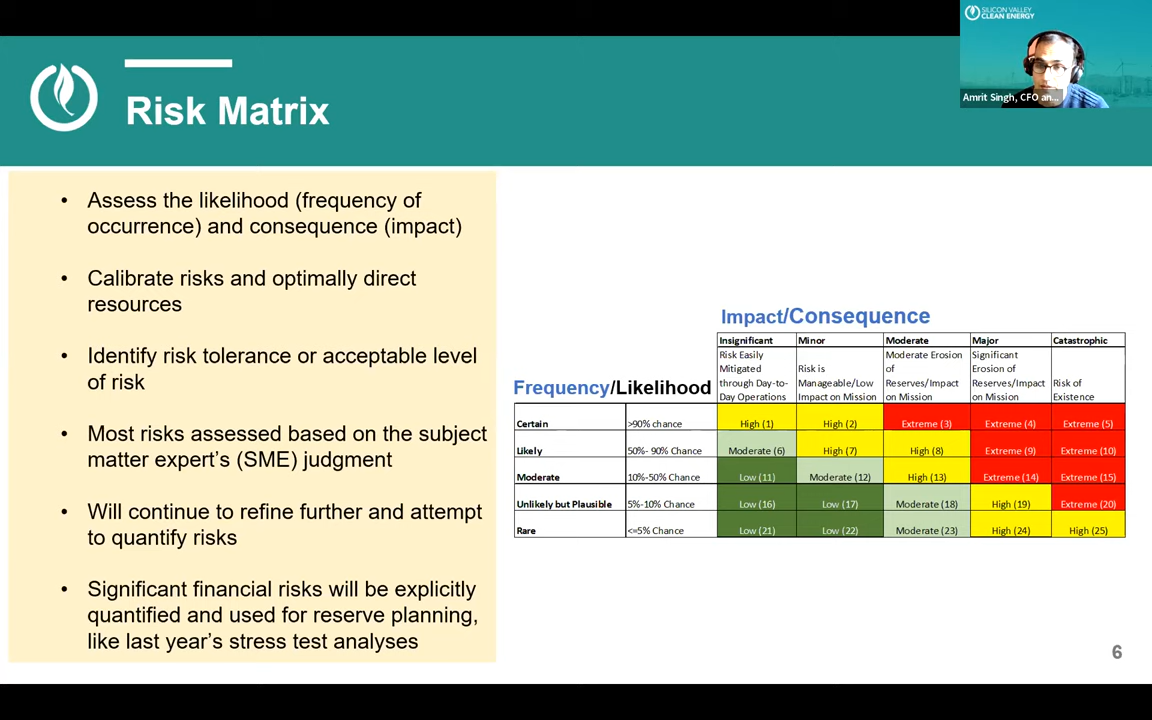 SILICON VALLEY
CLEAN ENERGY
Amrit Singh, CFO an...
Risk Matrix
• Assess the likelihood (frequency of
occurrence) and consequence (impact)
• Calibrate risks and optimally direct
resources
• Identify risk tolerance or acceptable level
of risk
• Most risks assessed based on the subject
matter expert's (SME) judgment
• Will continue to refine further and attempt
to quantify risks
• Significant financial risks will be explicitly
quantified and used for reserve planning,
like last year's stress test analyses
Impact/Consequence
Frequency/Likelihood
Insignificant Minor Moderate Major Catastrophic
Risk Easily
Mitigated
through Day-to-
Day Operations
Risk is
Manageable/Low
Impact on Mission
Moderate Erosion
of
Reserves/Impact
on Mission
Significant
Erosion of
Reserves/Impact
on Mission
Risk of
Existence
Certain >90% chance High (1) High (2) Extreme (3) Extreme (4) Extreme (5)
Likely 50%- 90% Chance Moderate (6) High (7) High (8) Extreme (9) Extreme (10)
Moderate 10%-50% Chance Low (11) Moderate (12) High (13) Extreme (14) Extreme (15)
Unlikely but Plausible 5%-10% Chance Low (16) Low (17) Moderate (18) High (19) Extreme (20)
Rare <=5% Chance Low (21) Low (22) Moderate (23) High (24) High (25)
6